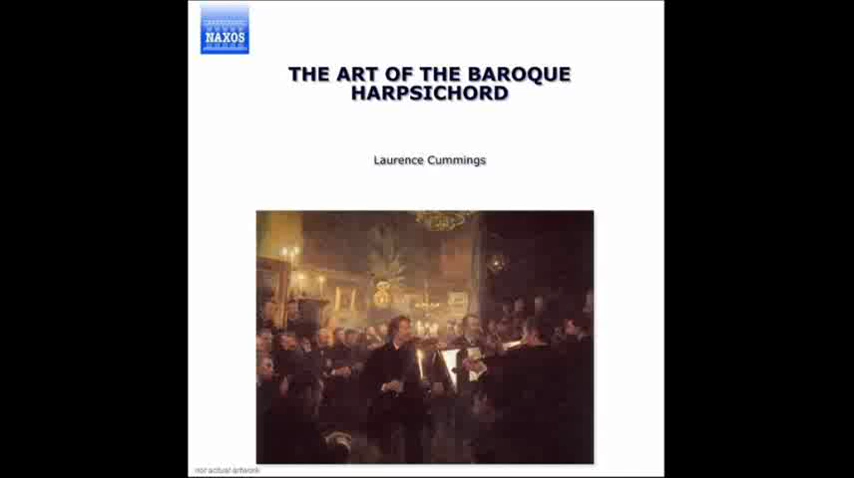 NAXOS
THE ART OF THE BAROQUE
HARPSICHORD
Laurence Cummings
not actual artwork